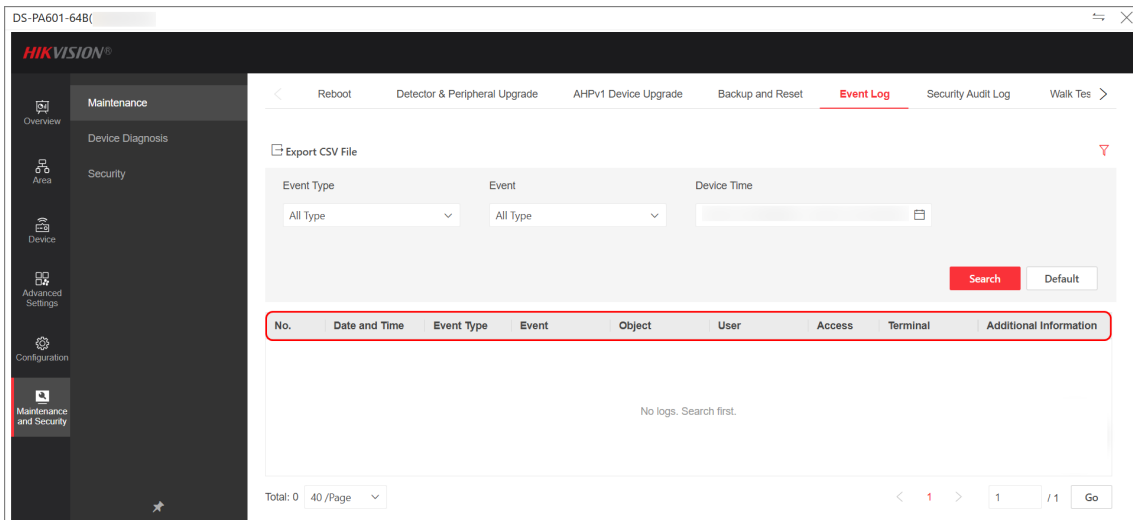 DS-PA601-64B(
HIKVISION®
Overview
Area
Device
Advanced
Settings
Configuration
Maintenance
and Security
Maintenance
Device Diagnosis
Security
Reboot Detector & Peripheral Upgrade AHPv1 Device Upgrade Backup and Reset Event Log Security Audit Log Walk Tes
Export CSV File
Event Type Event Device Time
All Type All Type
Search Default
No. Date and Time Event Type Event Object User Access Terminal Additional Information
No logs. Search first.
Total: 0 40 /Page < 1 > 1 / 1 Go